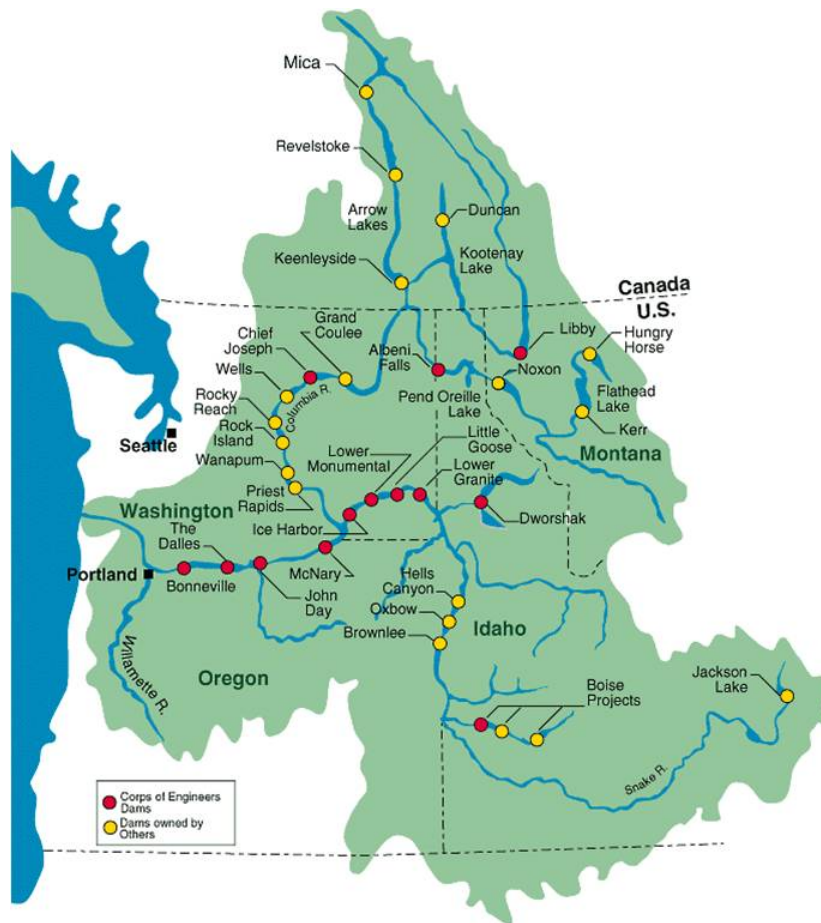 Mica
Revelstoke
Arrow
Lakes
Duncan
Keenleyside
Kootenay
Lake
Canada
U.S.
Grand
Coulee
Chief
Joseph
Albeni
Falls
Libby
Hungry
Horse
Wells
Noxon
Columbia R.
Pend Oreille
Lake
Flathead
Lake
Rocky
Reach
Rock
Island
Seattle
Kerr
Little
Goose
Lower
Monumental
Montana
Wanapum
Lower
Granite
Priest
Rapids
Washington
Ice Harbor
Dworshak
The
Dalles
Portland
Bonneville
McNary
John
Day
Hells
Canyon
Oxbow
Idaho
Brownlee
Willamette R.
Oregon
Boise
Projects
Jackson
Lake
Snake R.
Corps of Engineers
Dams
Dams owned by
Others